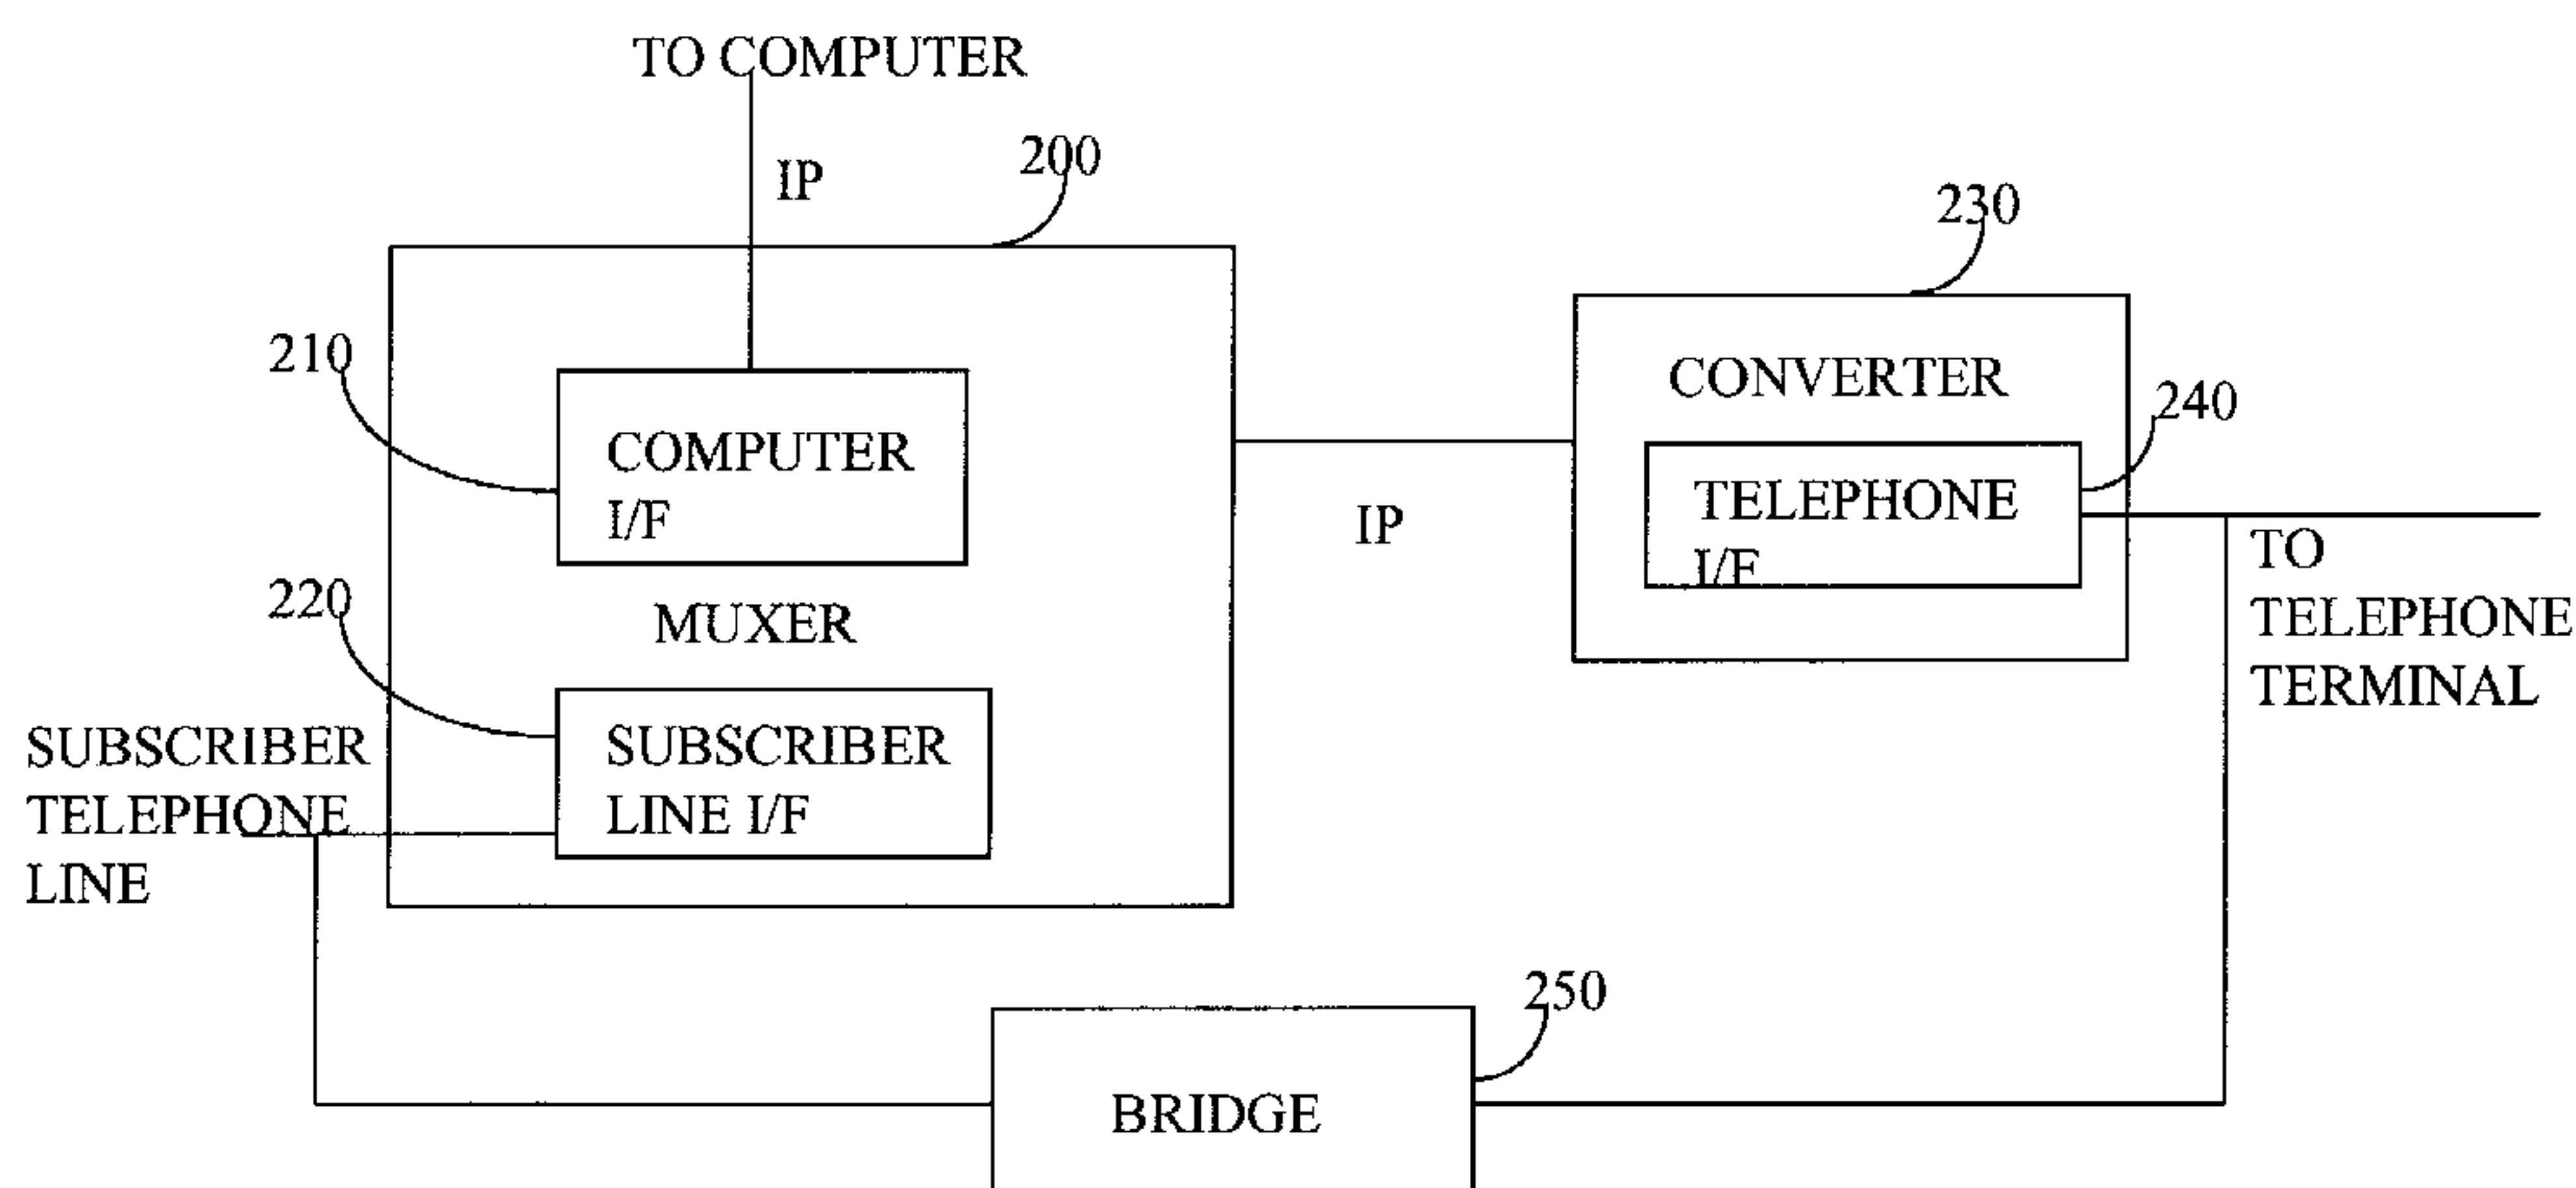 TO COMPUTER
IP
200
230
210
COMPUTER
I/F
CONVERTER
240
TELEPHONE
I/F
IP
TO
TELEPHONE
TERMINAL
220
MUXER
SUBSCRIBER
TELEPHONE
LINE
SUBSCRIBER
LINE I/F
250
BRIDGE